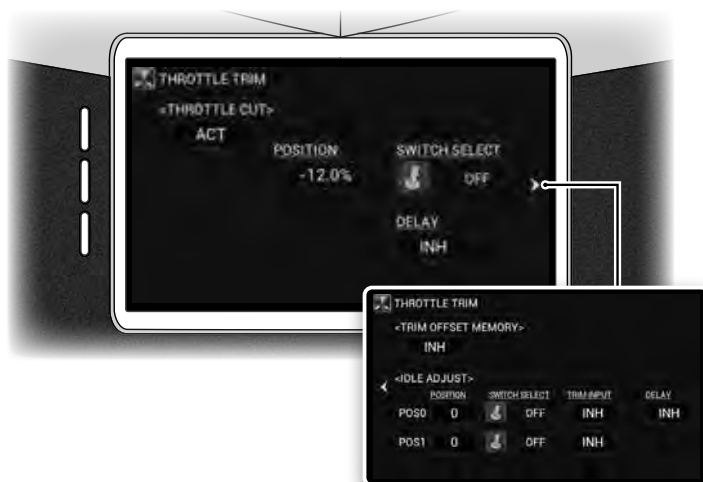 THROTTLE TRIM
<THROTTLE CUT>
ACT
POSITION SWITCH SELECT
-12.0% OFF
DELAY
INH
THROTTLE TRIM
<TRIM OFFSET MEMORY>
INH
<IDLE ADJUST>
POSITION SWITCH SELECT TRIM INPUT DELAY
POS0 0 OFF INH INH
POS1 0 OFF INH